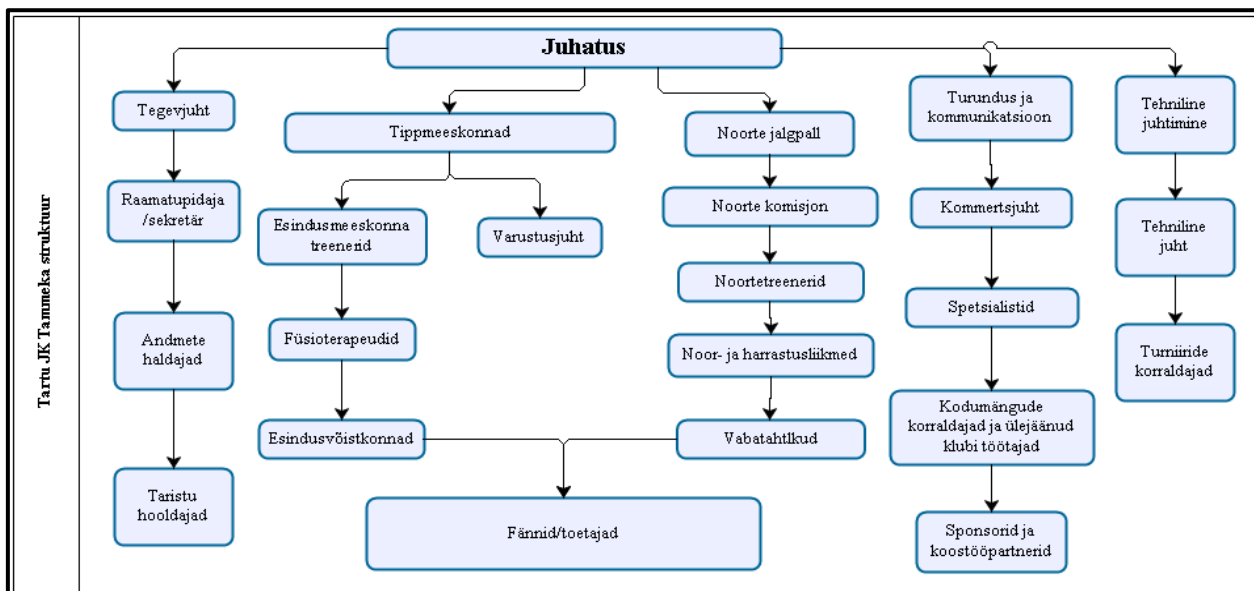 Tartu JK Tammeka struktuur
Juhatus
Tegevjuht
Raamatupidaja
/sekretär
Andmete
haldajad
Taristu
hooldajad
Tippmeeskonnad
Esindusmeeskonna
treenerid
Varustusjuht
Füsioterapeudid
Esindusvõistkonnad
Noorte jalgpall
Noorte komisjon
Noortetreenerid
Noor- ja harrastusliikmed
Vabatahtlkud
Fännid/toetajad
Turundus ja
kommunikatsioon
Kommertsjuht
Spetsialistid
Kodumängude
korraldajad ja ülejäänud
klubi töötajad
Sponsorid ja
koostööpartnerid
Tehniline
juhtimine
Tehniline
juht
Turniiride
korraldajad